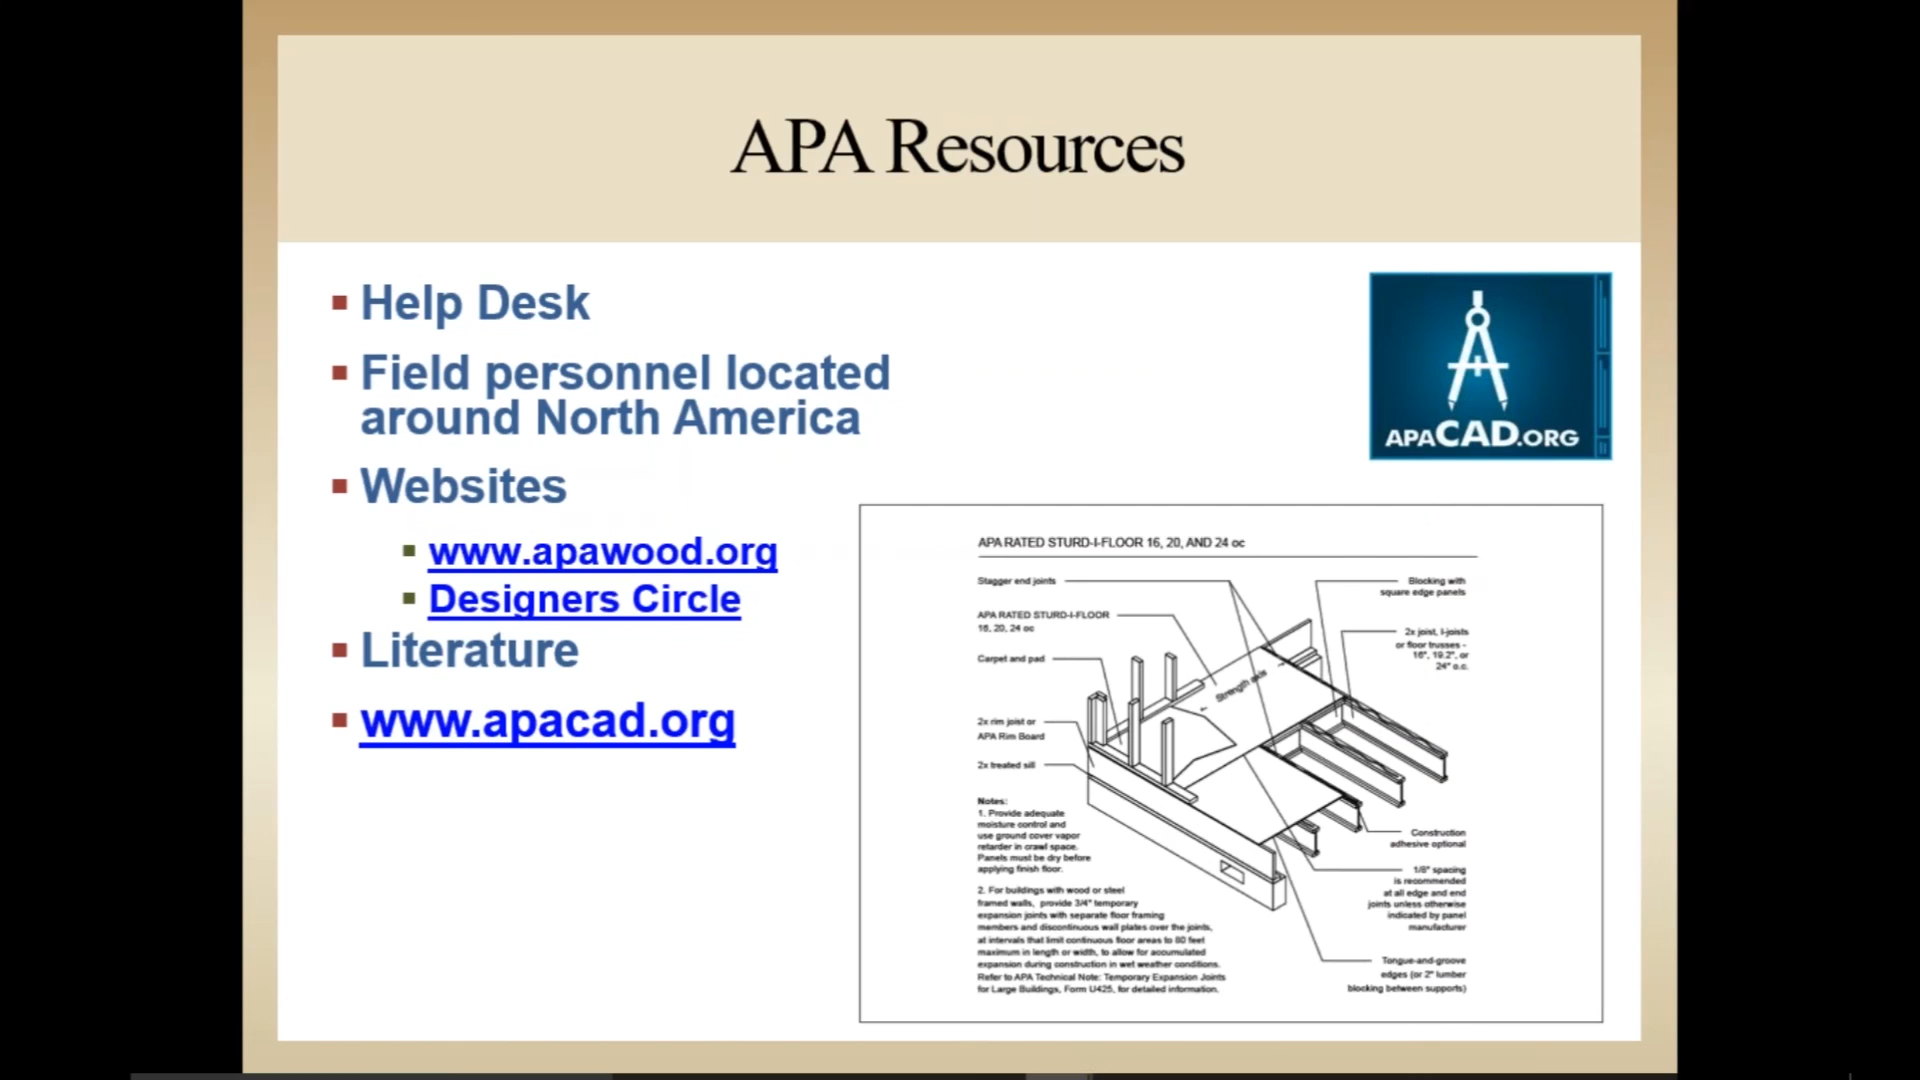 APA Resources
Help Desk
Field personnel located
around North America
Websites
www.apawood.org
Designers Circle
Literature
www.apacad.org
APACAD.ORG
APA RATED STURD-I-FLOOR 16, 20, AND 24 oc
Stagger end joints
APA RATED STURD-I-FLOOR
16, 20, 24 oc
Carpet and pad
2x rim joist or
APA Rim Board
2x treated sill
Notes:
1. Provide adequate
moisture control and
use ground cover vapor
retarder in crawl space.
Panels must be dry before
applying finish floor.
2. For buildings with wood or steel
framed walls, provide 3/4" temporary
expansion joints with separate floor framing
members and discontinuous wall plates over the joints,
at intervals that limit continuous floor areas to 80 feet
maximum in length or width, to allow for accumulated
expansion during construction in wet weather conditions.
Refer to APA Technical Note: Temporary Expansion Joints
for Large Buildings, Form U425, for detailed information.
Strength axis
Blocking with
square edge panels
2x joist, I-joists
or floor trusses -
16", 19.2", or
24" o.c.
Construction
adhesive optional
1/8" spacing
is recommended
at all edge and end
joints unless otherwise
indicated by panel
manufacturer
Tongue-and-groove
edges (or 2" lumber
blocking between supports)